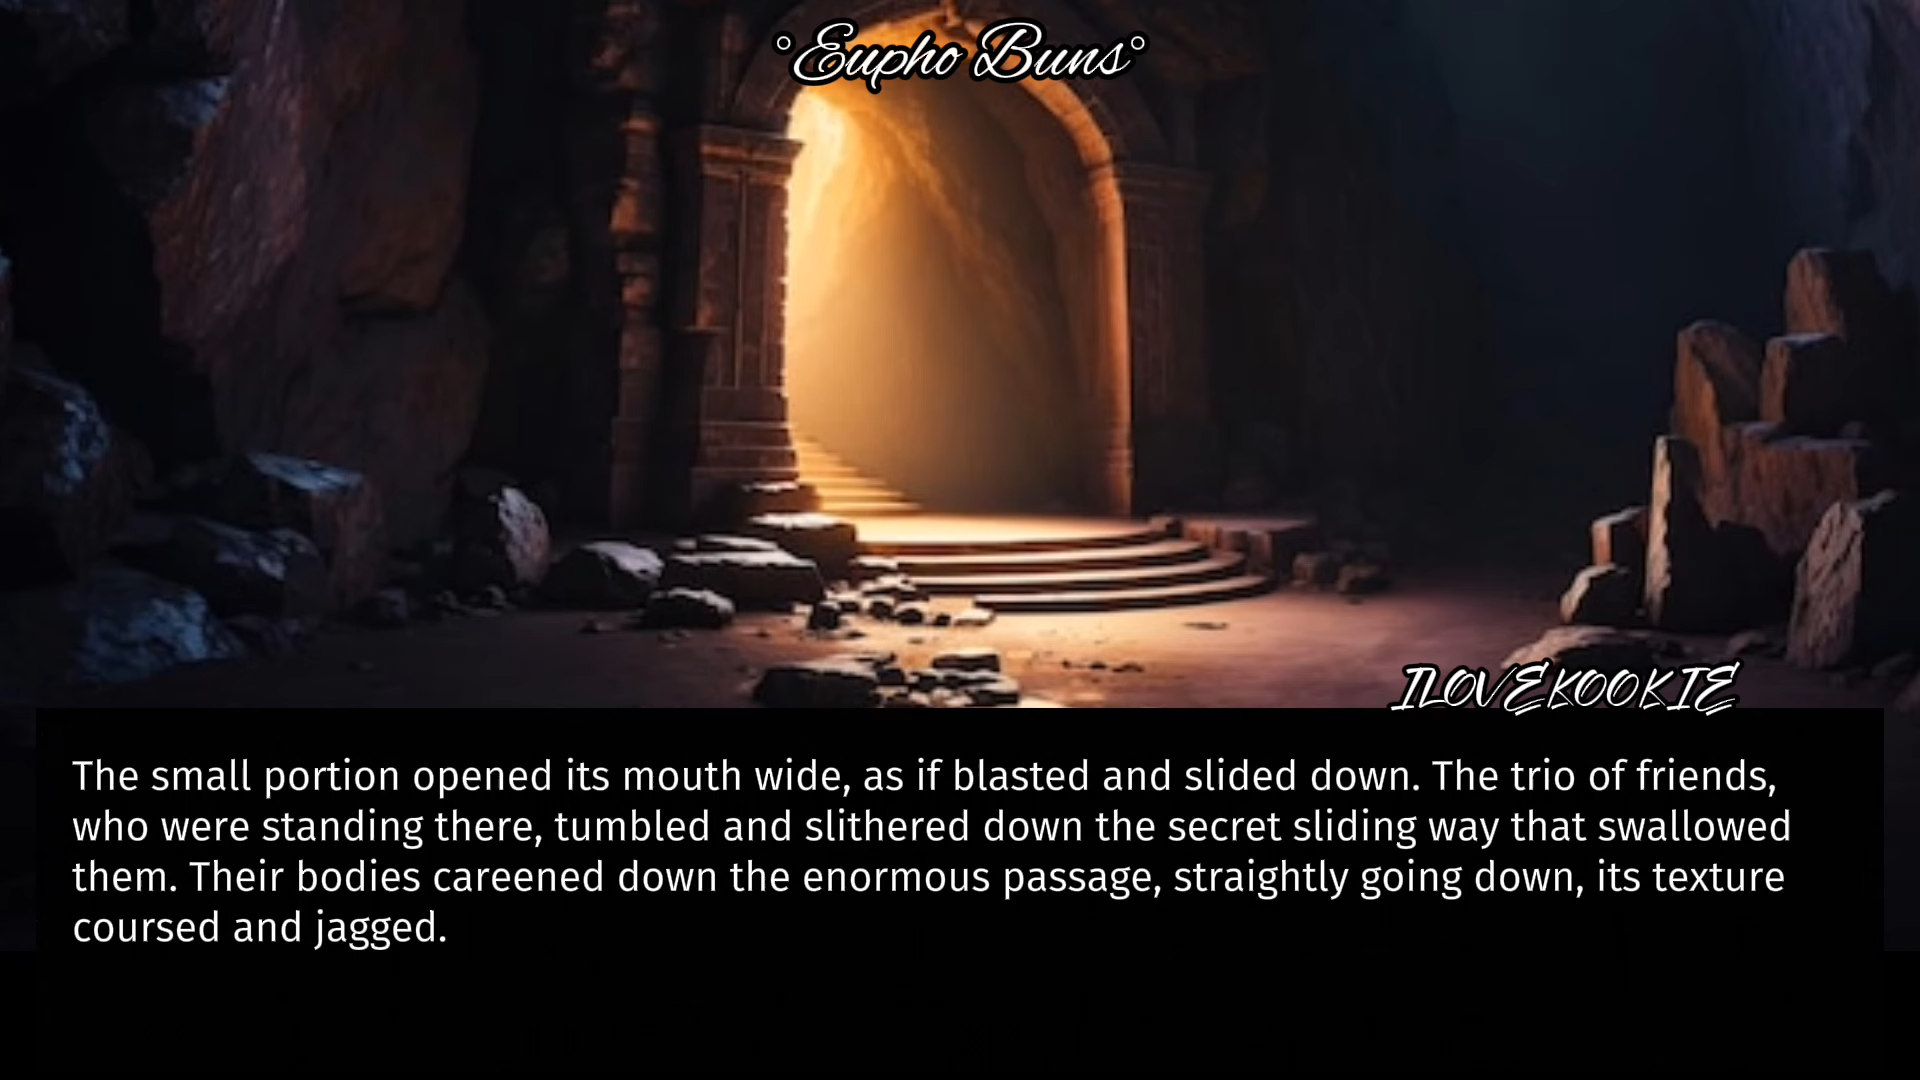 °Eupho Buns°
ILOVEKOOKIE
The small portion opened its mouth wide, as if blasted and slided down. The trio of friends,
who were standing there, tumbled and slithered down the secret sliding way that swallowed
them. Their bodies careened down the enormous passage, straightly going down, its texture
coursed and jagged.